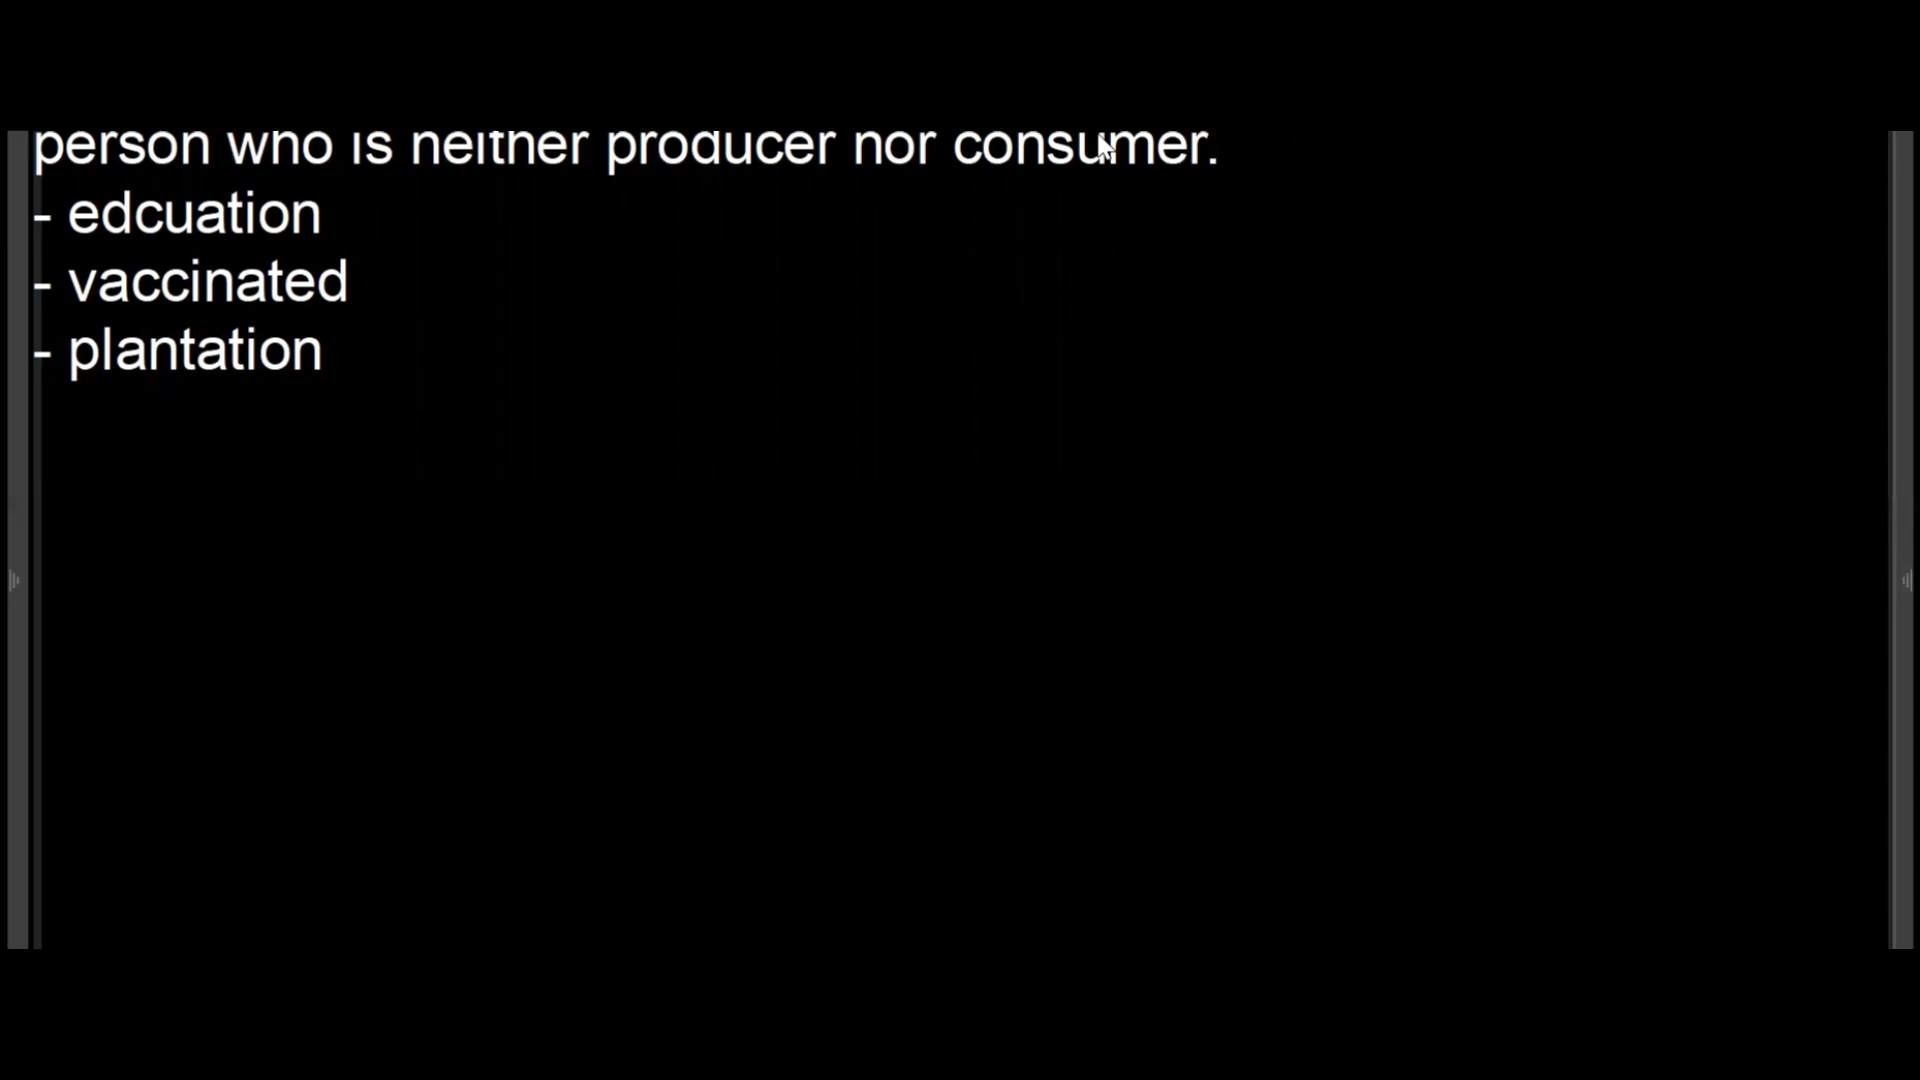 person who is neither producer nor consumer.
- edcuation
- vaccinated
- plantation